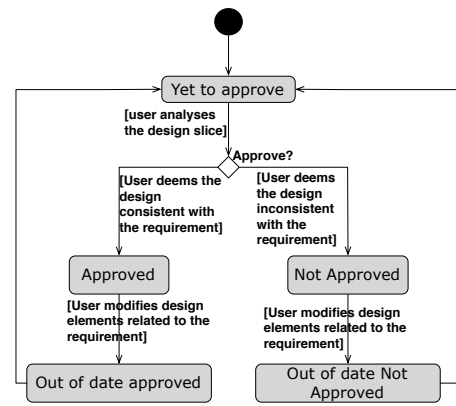 Yet to approve
[user analyses
the design slice]
Approve?
[User deems the
design
consistent with
the requirement]
[User deems
the design
inconsistent
with the
requirement]
Approved
Not Approved
[User modifies design
elements related to the
requirement]
[User modifies design
elements related to the
requirement]
Out of date approved
Out of date Not
Approved